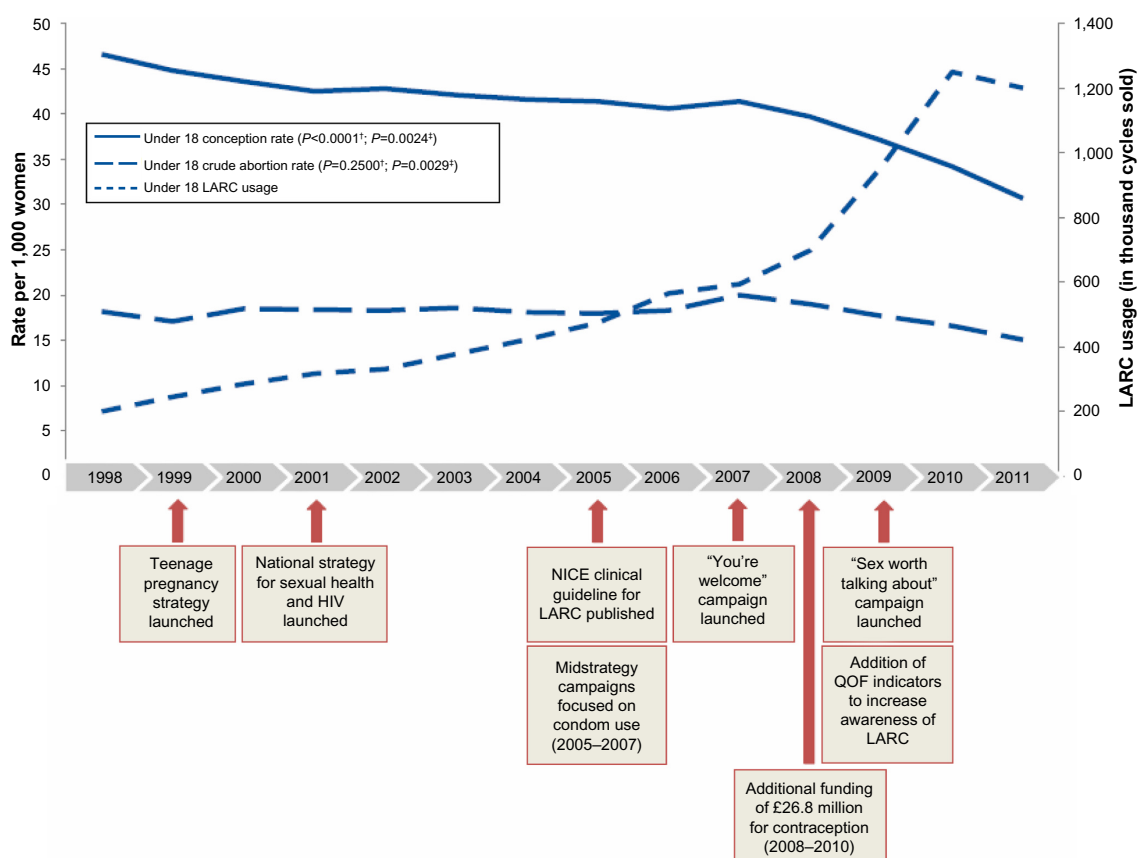 50
45
40
35
30
25
20
15
10
5
0
Rate per 1,000 women
1,400
1,200
1,000
800
600
400
200
0
LARC usage (in thousand cycles sold)
Under 18 conception rate (P<0.0001†; P=0.0024‡)
Under 18 crude abortion rate (P=0.2500†; P=0.0029‡)
Under 18 LARC usage
1998 1999 2000 2001 2002 2003 2004 2005 2006 2007 2008 2009 2010 2011
Teenage
pregnancy
strategy
launched
National strategy
for sexual health
and HIV
launched
NICE clinical
guideline for
LARC published
Midstrategy
campaigns
focused on
condom use
(2005–2007)
“You’re
welcome”
campaign
launched
Additional funding
of £26.8 million
for contraception
(2008–2010)
“Sex worth
talking about”
campaign
launched
Addition of
QOF indicators
to increase
awareness of
LARC